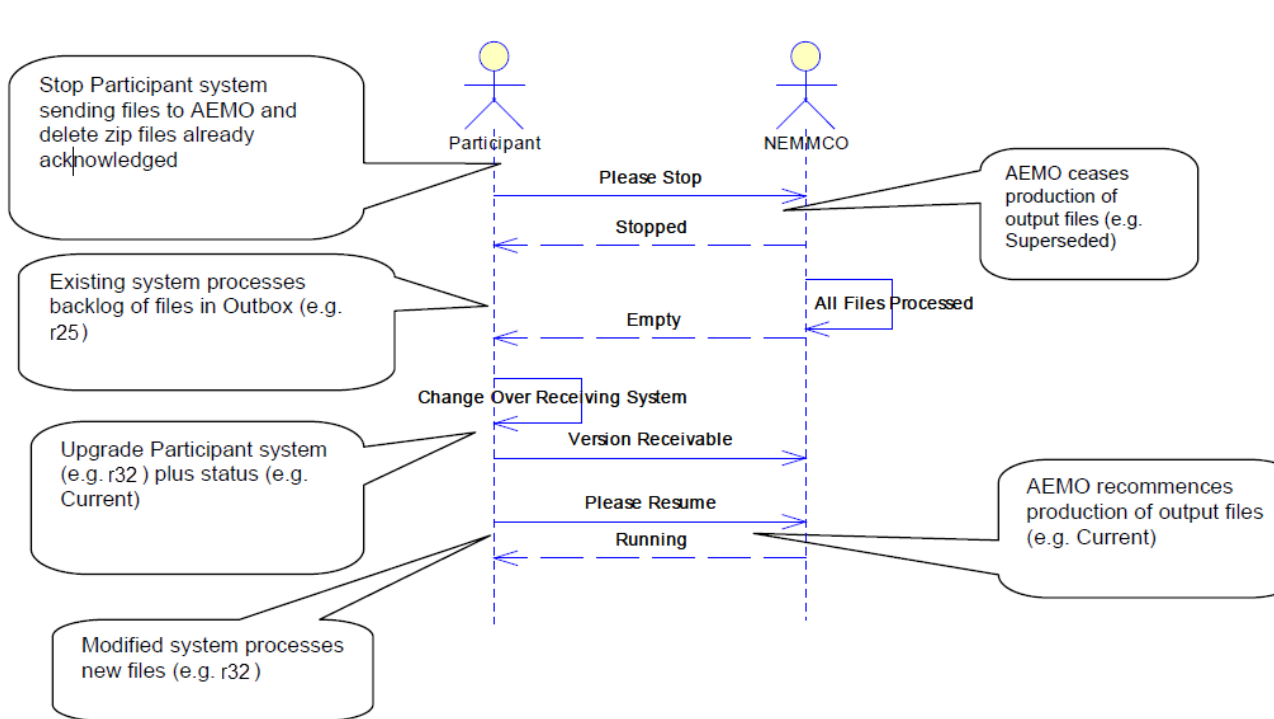 Stop Participant system
sending files to AEMO and
delete zip files already
acknowledged
Participant
NEMMCO
Please Stop
AEMO ceases
production of
output files (e.g.
Superseded)
Stopped
Existing system processes
backlog of files in Outbox (e.g.
r25)
All Files Processed
Empty
Change Over Receiving System
Version Receivable
Upgrade Participant system
(e.g. r32 ) plus status (e.g.
Current)
Please Resume
AEMO recommences
production of output files
(e.g. Current)
Running
Modified system processes
new files (e.g. r32 )